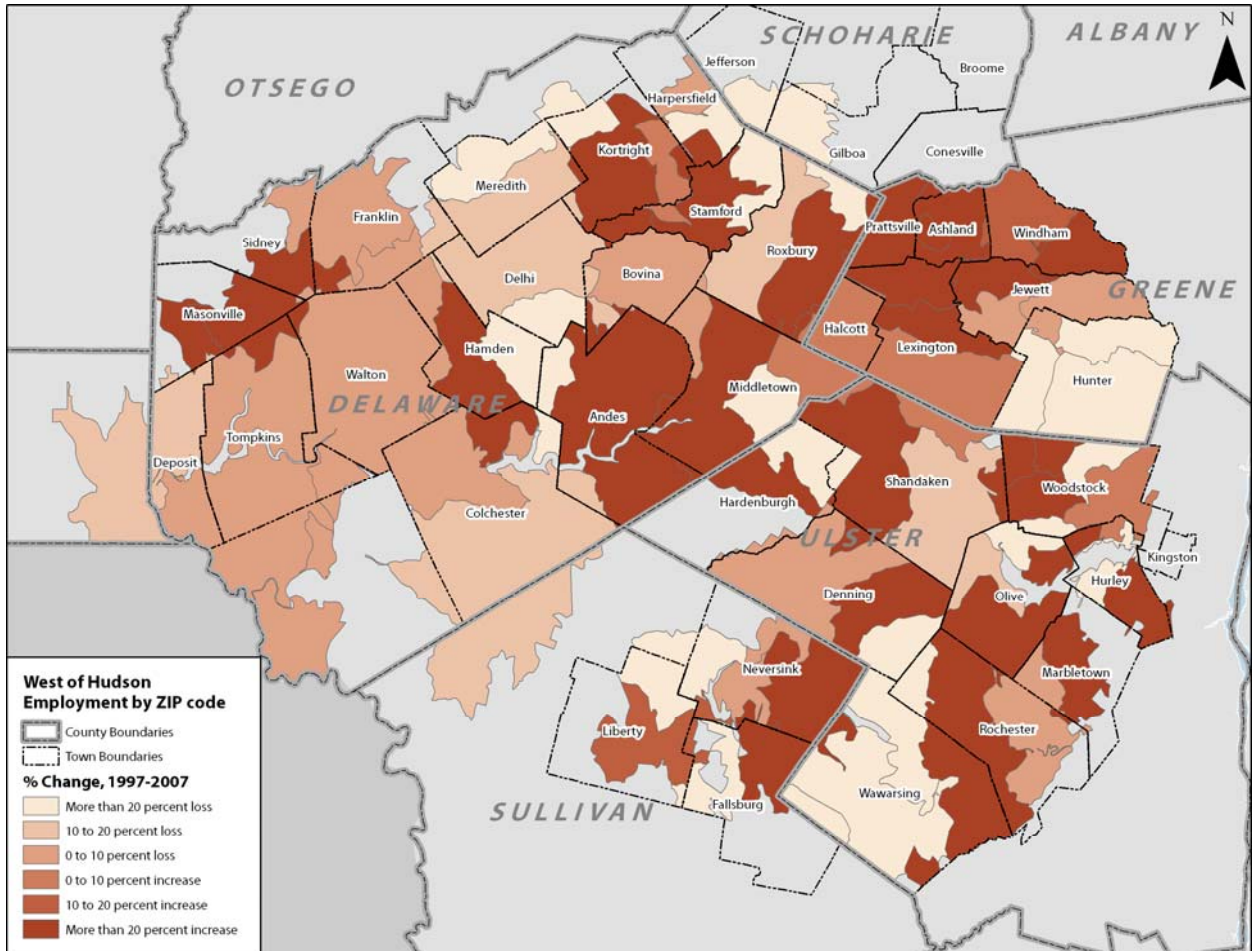 SCHOHARIE
ALBANY
N
Jefferson
Broome
OTSEGO
Harpersfield
Gilboa
Conesville
Kortright
Meredith
Franklin
Stamford
Prattsville
Ashland
Windham
Sidney
Roxbury
Delhi
Bovina
Jewett
GREENE
Masonville
Halcott
Hamden
Lexington
Walton
Middletown
Hunter
DELAWARE
Andes
Tompkins
Deposit
Shandaken
Woodstock
Hardenburgh
Colchester
ULSTER
Kingston
Hurley
Denning
Olive
Neversink
Marbletown
Liberty
Rochester
Wawarsing
SULLIVAN
Fallsburg
West of Hudson
Employment by ZIP code
County Boundaries
Town Boundaries
% Change, 1997-2007
More than 20 percent loss
10 to 20 percent loss
0 to 10 percent loss
0 to 10 percent increase
10 to 20 percent increase
More than 20 percent increase